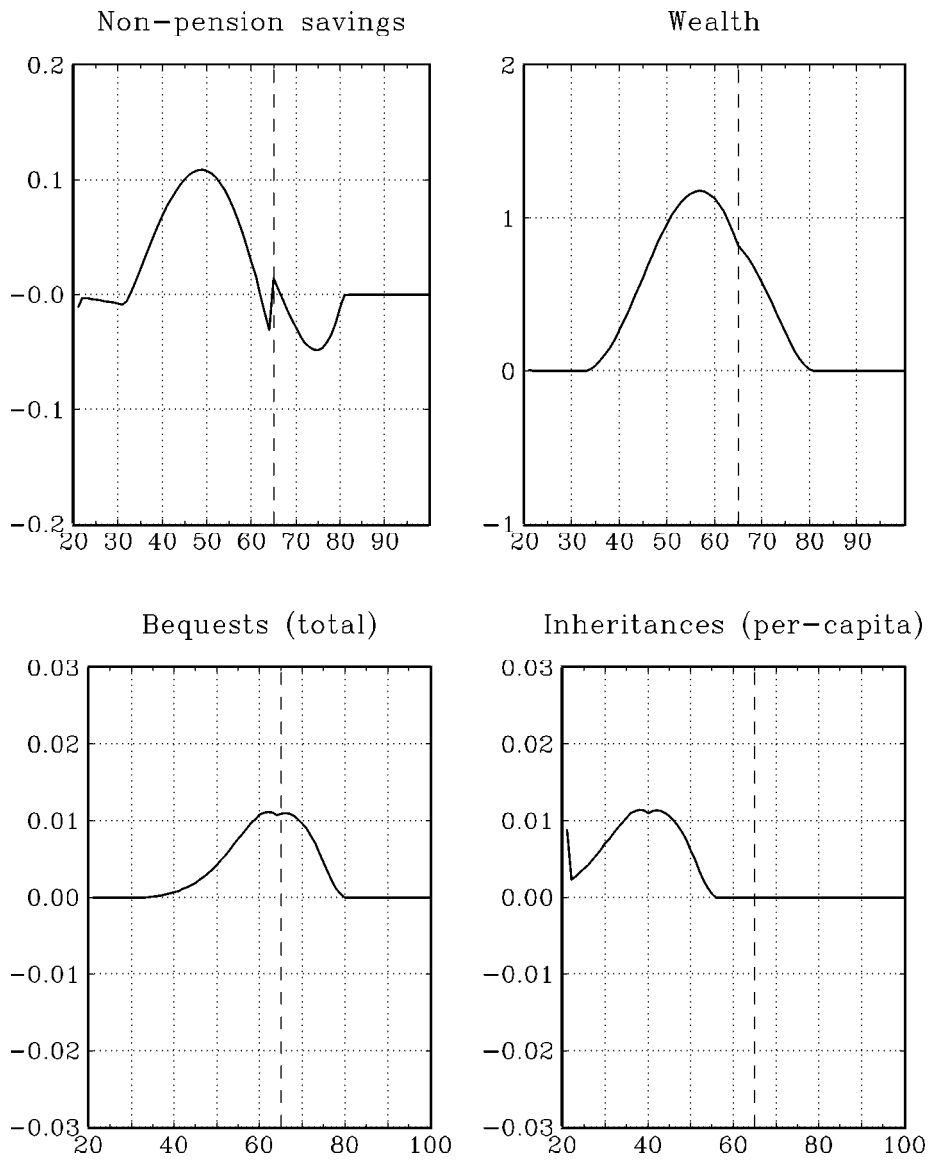 Non-pension savings
Wealth
0.2
0.1
-0.0
-0.1
-0.2
20 30 40 50 60 70 80 90
2
1
0
-1
20 30 40 50 60 70 80 90
Bequests (total)
Inheritances (per-capita)
0.03
0.02
0.01
0.00
-0.01
-0.02
-0.03
20 40 60 80 100
0.03
0.02
0.01
0.00
-0.01
-0.02
-0.03
20 40 60 80 100